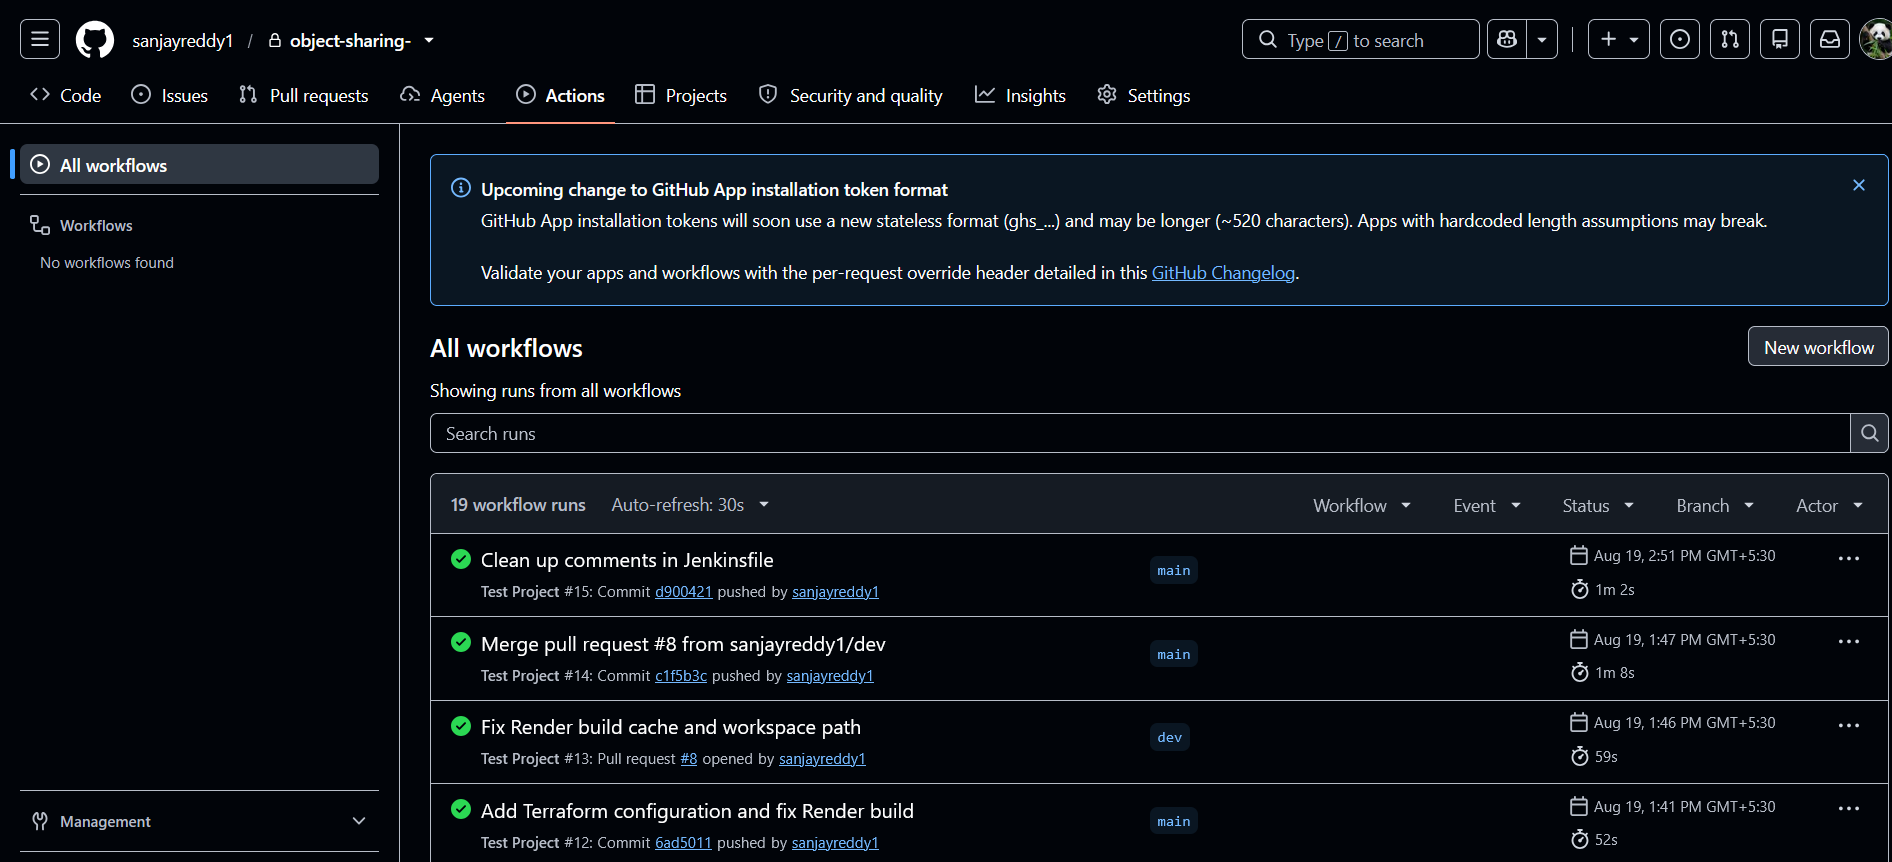 sanjayreddy1 / object-sharing-
Type / to search
Code Issues Pull requests Agents Actions Projects Security and quality Insights Settings
All workflows
Workflows
No workflows found
Management
Upcoming change to GitHub App installation token format
GitHub App installation tokens will soon use a new stateless format (ghs_...) and may be longer (~520 characters). Apps with hardcoded length assumptions may break.
Validate your apps and workflows with the per-request override header detailed in this GitHub Changelog.
All workflows
New workflow
Showing runs from all workflows
Search runs
19 workflow runs Auto-refresh: 30s Workflow Event Status Branch Actor
Clean up comments in Jenkinsfile
Test Project #15: Commit d900421 pushed by sanjayreddy1
main
Aug 19, 2:51 PM GMT+5:30
1m 2s
Merge pull request #8 from sanjayreddy1/dev
Test Project #14: Commit c1f5b3c pushed by sanjayreddy1
main
Aug 19, 1:47 PM GMT+5:30
1m 8s
Fix Render build cache and workspace path
Test Project #13: Pull request #8 opened by sanjayreddy1
dev
Aug 19, 1:46 PM GMT+5:30
59s
Add Terraform configuration and fix Render build
Test Project #12: Commit 6ad5011 pushed by sanjayreddy1
main
Aug 19, 1:41 PM GMT+5:30
52s